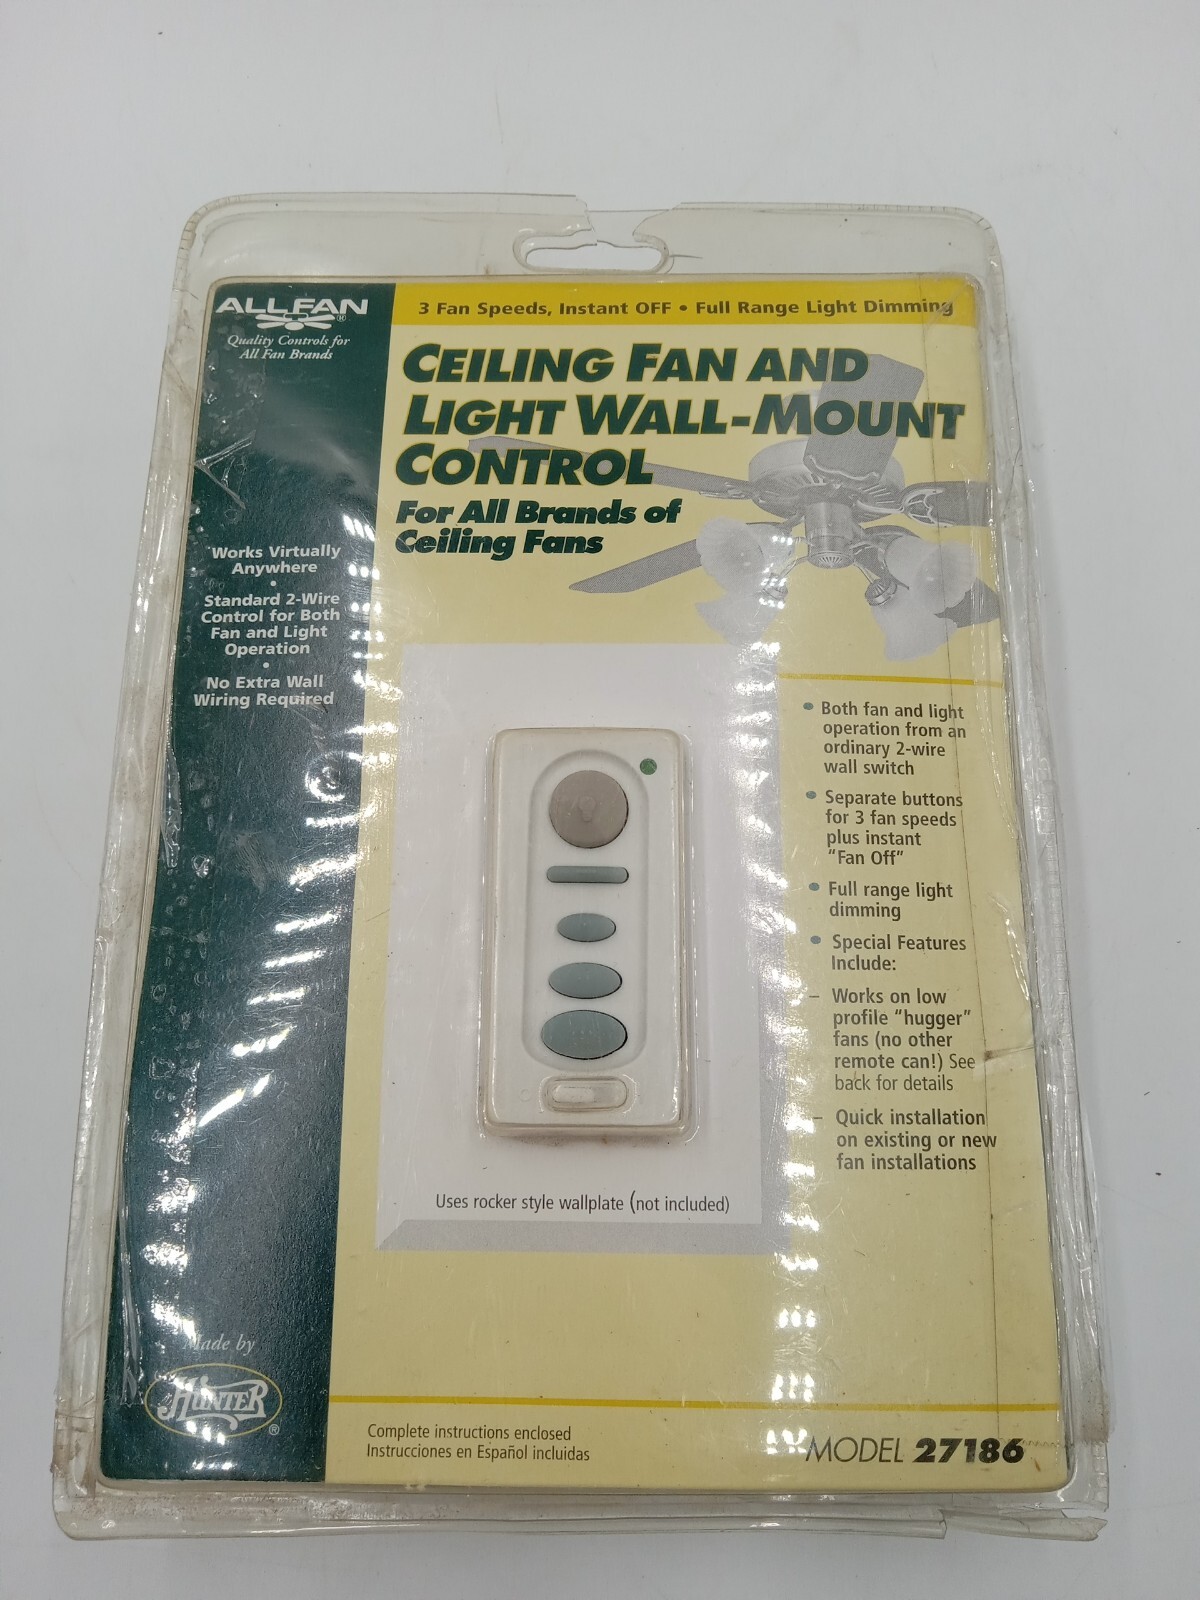 ALLFAN
®
Quality Controls for
All Fan Brands
3 Fan Speeds, Instant OFF • Full Range Light Dimming
CEILING FAN AND
LIGHT WALL-MOUNT
CONTROL
For All Brands of
Ceiling Fans
Works Virtually
Anywhere
•
Standard 2-Wire
Control for Both
Fan and Light
Operation
•
No Extra Wall
Wiring Required
• Both fan and light
operation from an
ordinary 2-wire
wall switch
• Separate buttons
for 3 fan speeds
plus instant
“Fan Off”
• Full range light
dimming
• Special Features
Include:
– Works on low
profile “hugger”
fans (no other
remote can!) See
back for details
– Quick installation
on existing or new
fan installations
Uses rocker style wallplate (not included)
Made by
HUNTER
®
Complete instructions enclosed
Instrucciones en Español incluidas
MODEL 27186